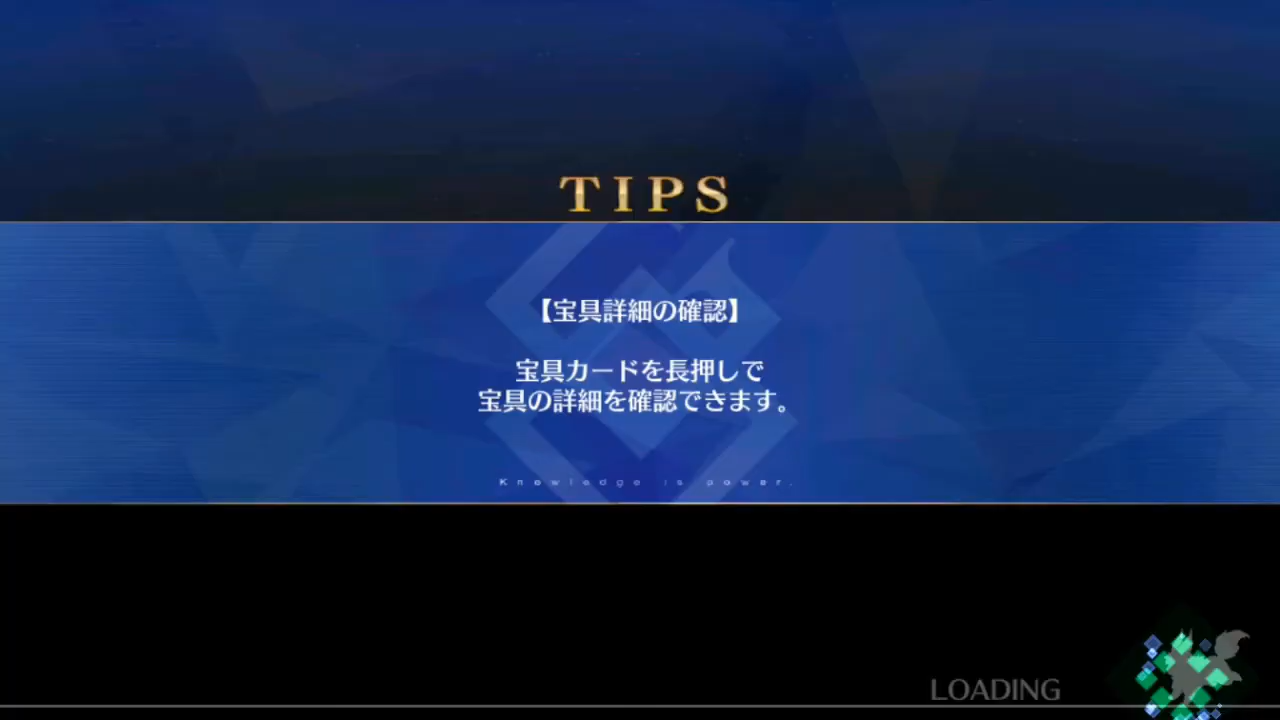 TIPS
【宝具詳細の確認】
宝具カードを長押しで
宝具の詳細を確認できます。
Knowledge is power.
LOADING